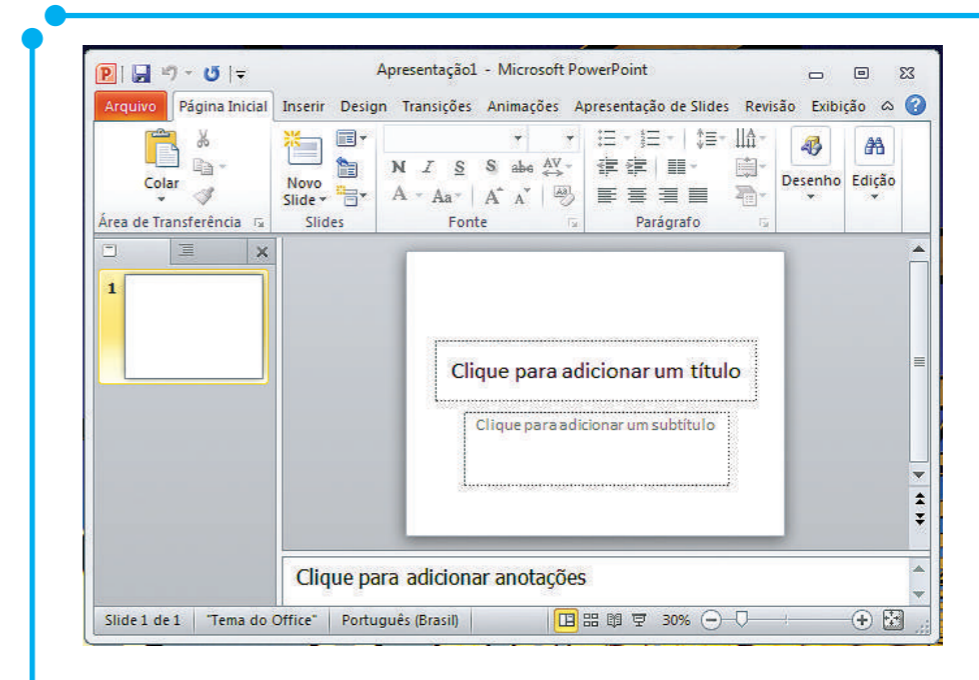 Apresentação1 - Microsoft PowerPoint
Arquivo Página Inicial Inserir Design Transições Animações Apresentação de Slides Revisão Exibição
Colar
Novo Slide
N I S S abc AV
A Aa A A
Desenho Edição
Área de Transferência Slides Fonte Parágrafo
1
Clique para adicionar um título
Clique para adicionar um subtítulo
Clique para adicionar anotações
Slide 1 de 1 "Tema do Office" Português (Brasil) 30%